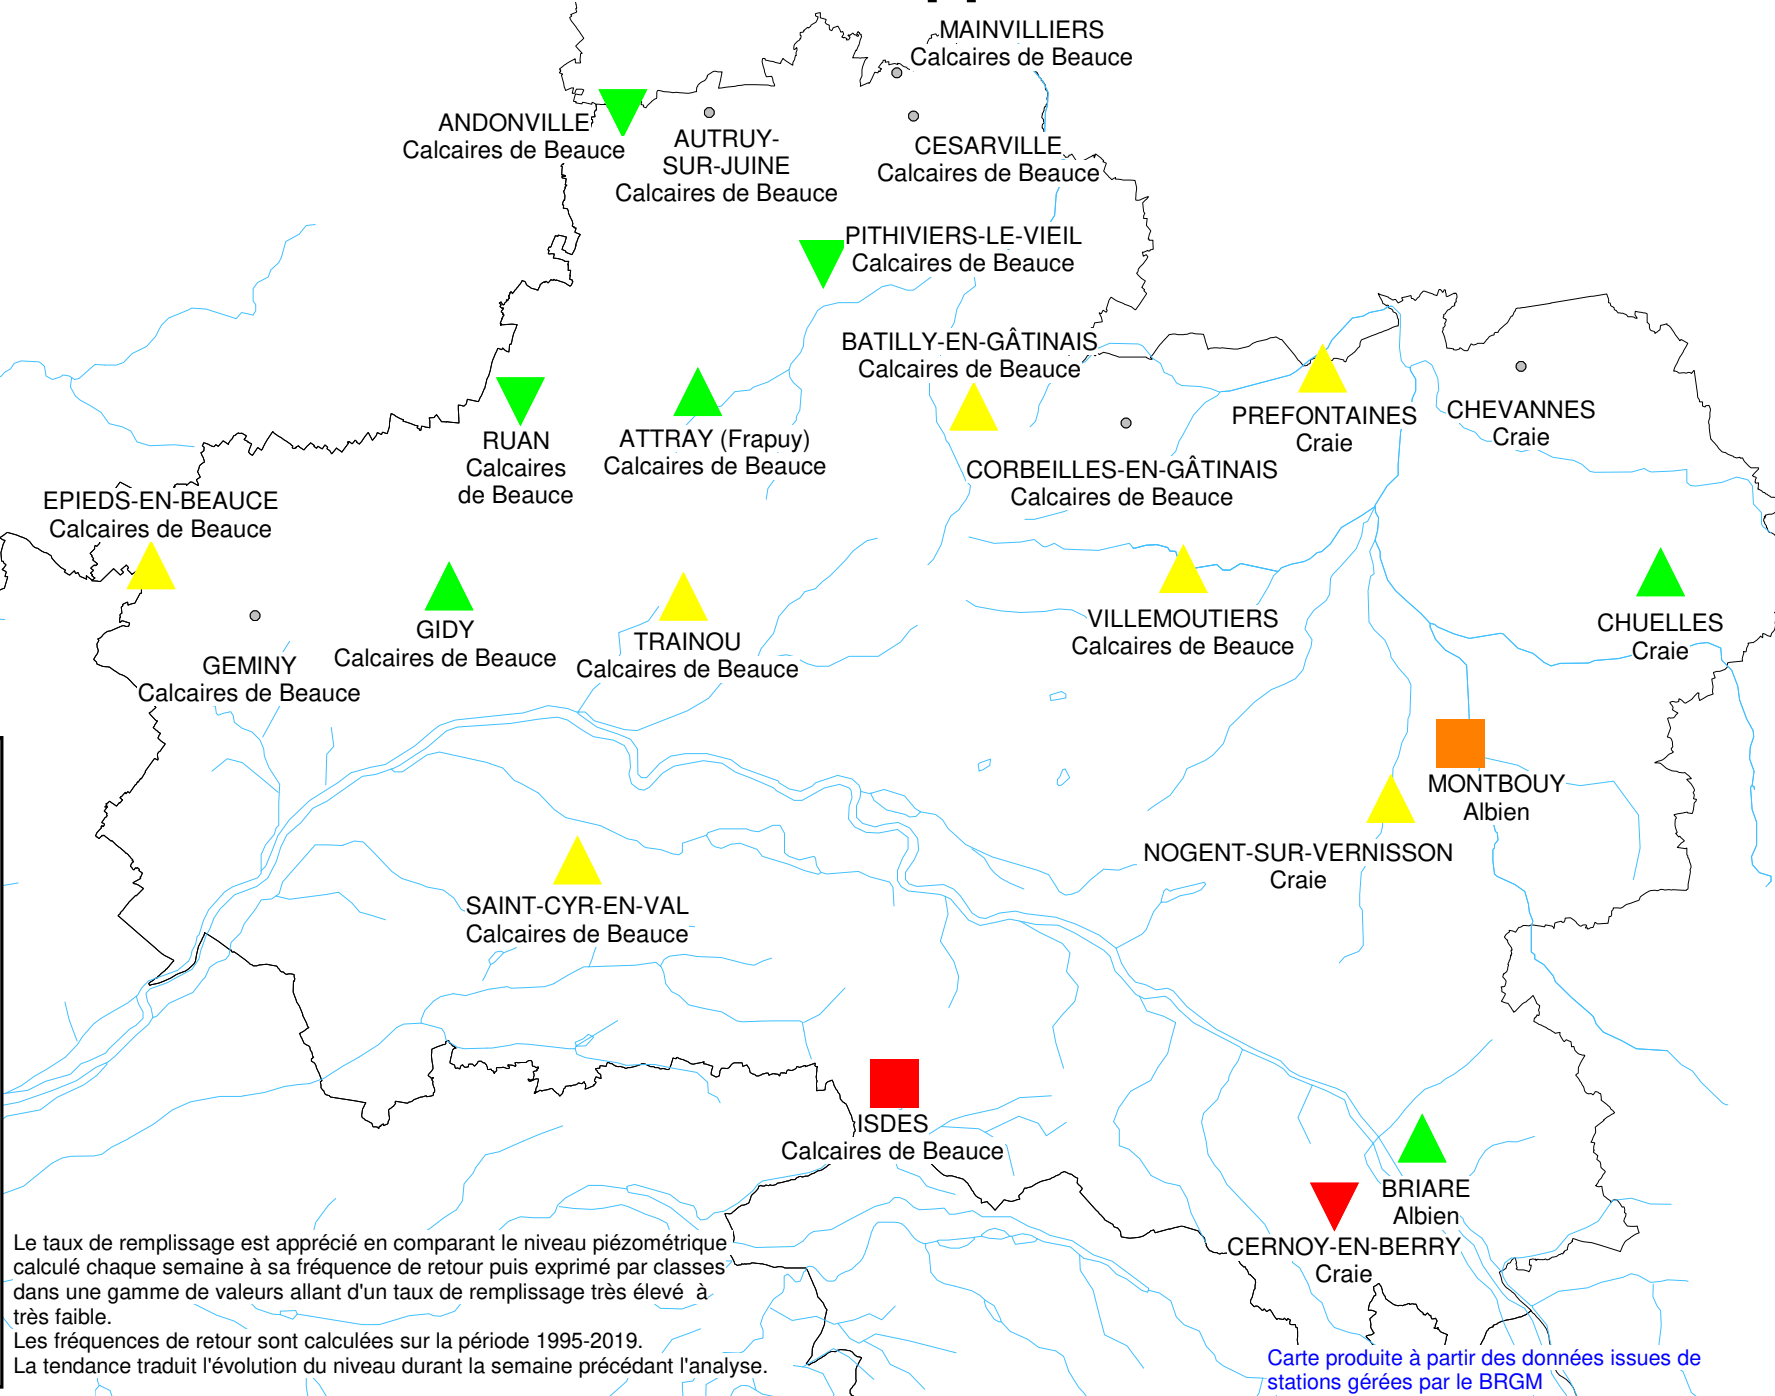 MAINVILLIERS
Calcaires de Beauce
ANDONVILLE
Calcaires de Beauce
AUTRUY-
SUR-JUINE
Calcaires de Beauce
CESARVILLE
Calcaires de Beauce
PITHIVIERS-LE-VIEIL
Calcaires de Beauce
BATILLY-EN-GÂTINAIS
Calcaires de Beauce
PREFONTAINES
Craie
CHEVANNES
Craie
RUAN
Calcaires
de Beauce
ATTRAY (Frapuy)
Calcaires de Beauce
CORBEILLES-EN-GÂTINAIS
Calcaires de Beauce
EPIEDS-EN-BEAUCE
Calcaires de Beauce
GIDY
Calcaires de Beauce
TRAINOU
Calcaires de Beauce
VILLEMOUTIERS
Calcaires de Beauce
CHUELLES
Craie
GEMINY
Calcaires de Beauce
MONTBOUY
Albien
NOGENT-SUR-VERNISSON
Craie
SAINT-CYR-EN-VAL
Calcaires de Beauce
ISDES
Calcaires de Beauce
BRIARE
Albien
CERNOY-EN-BERRY
Craie
Le taux de remplissage est apprécié en comparant le niveau piézométrique
calculé chaque semaine à sa fréquence de retour puis exprimé par classes
dans une gamme de valeurs allant d'un taux de remplissage très élevé à
très faible.
Les fréquences de retour sont calculées sur la période 1995-2019.
La tendance traduit l'évolution du niveau durant la semaine précédant l'analyse.
Carte produite à partir des données issues de
stations gérées par le BRGM